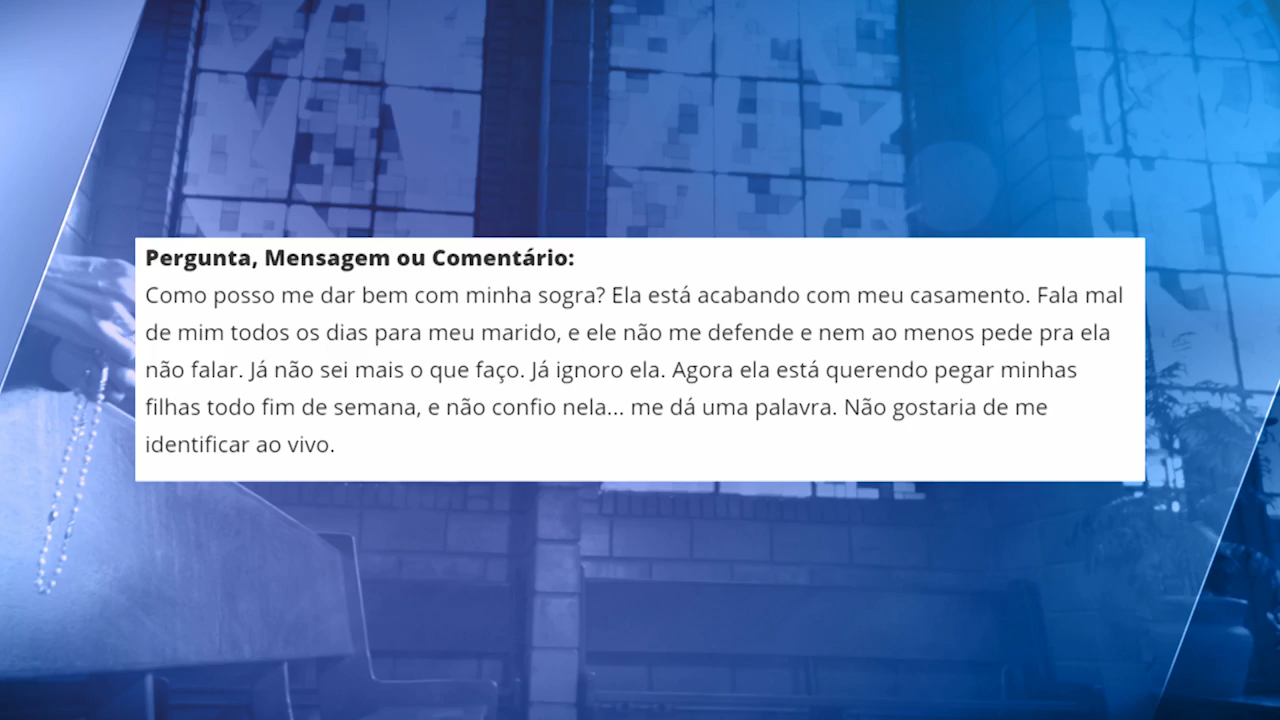 Pergunta, Mensagem ou Comentário:
Como posso me dar bem com minha sogra? Ela está acabando com meu casamento. Fala mal
de mim todos os dias para meu marido, e ele não me defende e nem ao menos pede pra ela
não falar. Já não sei mais o que faço. Já ignoro ela. Agora ela está querendo pegar minhas
filhas todo fim de semana, e não confio nela... me dá uma palavra. Não gostaria de me
identificar ao vivo.